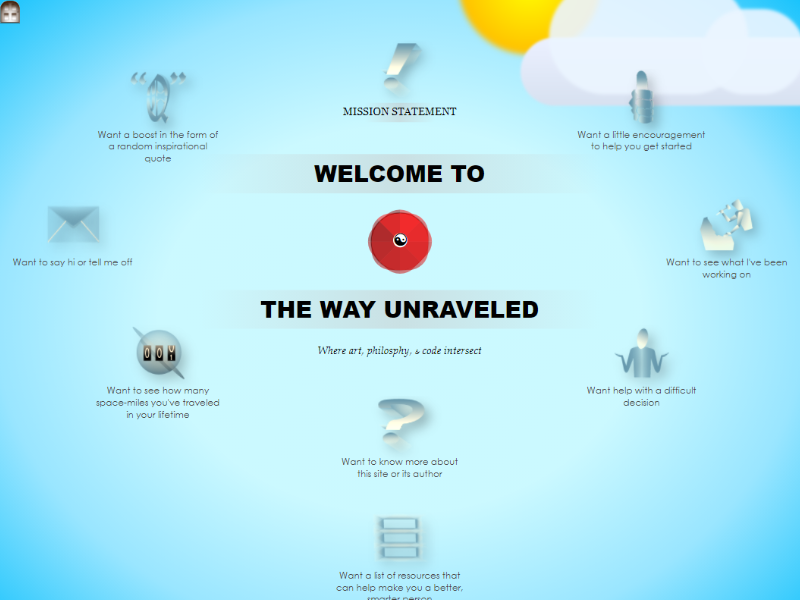 MISSION STATEMENT
Want a boost in the form of
a random inspirational
quote
Want a little encouragement
to help you get started
WELCOME TO
Want to say hi or tell me off
Want to see what I've been
working on
THE WAY UNRAVELED
Where art, philosphy, & code intersect
Want to see how many
space-miles you've traveled
in your lifetime
Want help with a difficult
decision
Want to know more about
this site or its author
Want a list of resources that
can help make you a better,
smarter person